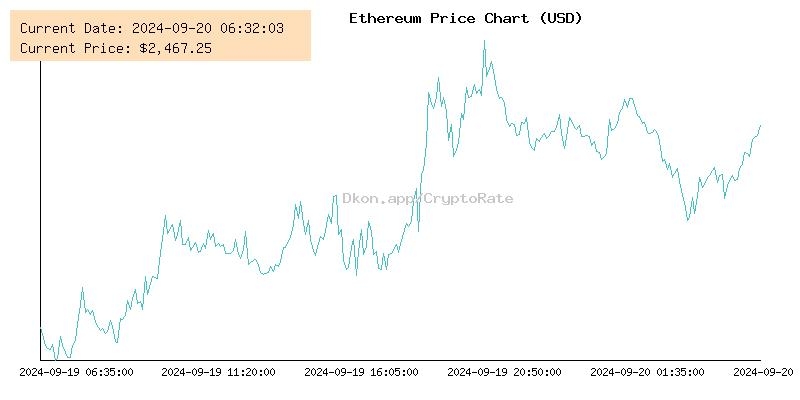 Ethereum Price Chart (USD)
Current Date: 2024-09-20 06:32:03
Current Price: $2,467.25
Dkon.app/CryptoRate
2024-09-19 06:35:00 2024-09-19 11:20:00 2024-09-19 16:05:00 2024-09-19 20:50:00 2024-09-20 01:35:00 2024-09-20